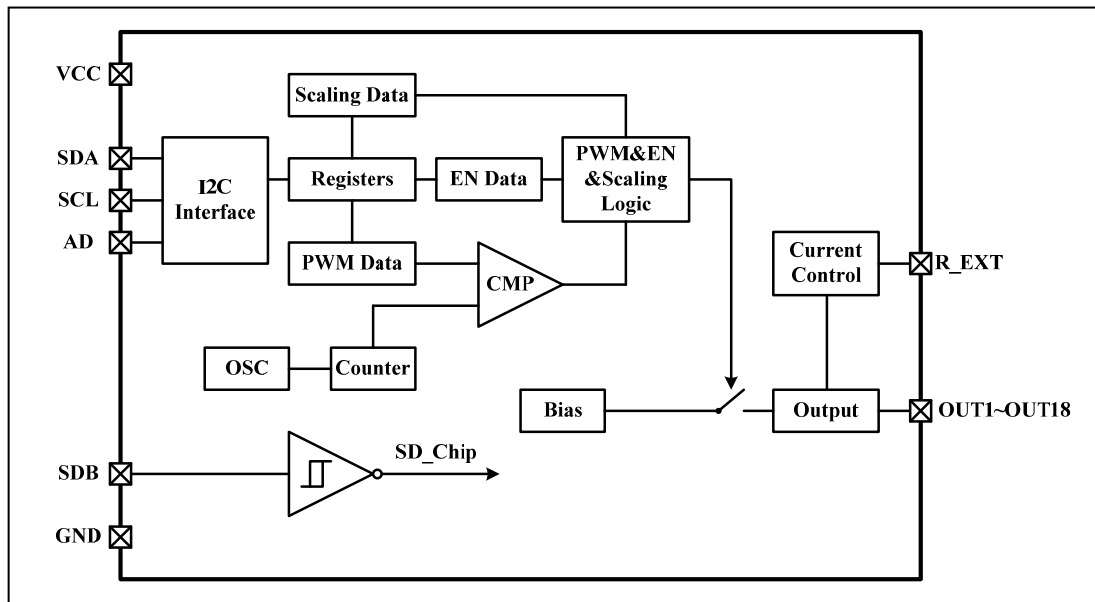 VCC
Scaling Data
SDA
I2C
Interface
Registers
EN Data
PWM&EN
&Scaling
Logic
SCL
AD
PWM Data
CMP
Current
Control
R_EXT
OSC
Counter
Bias
Output
OUT1~OUT18
SDB
SD_Chip
GND